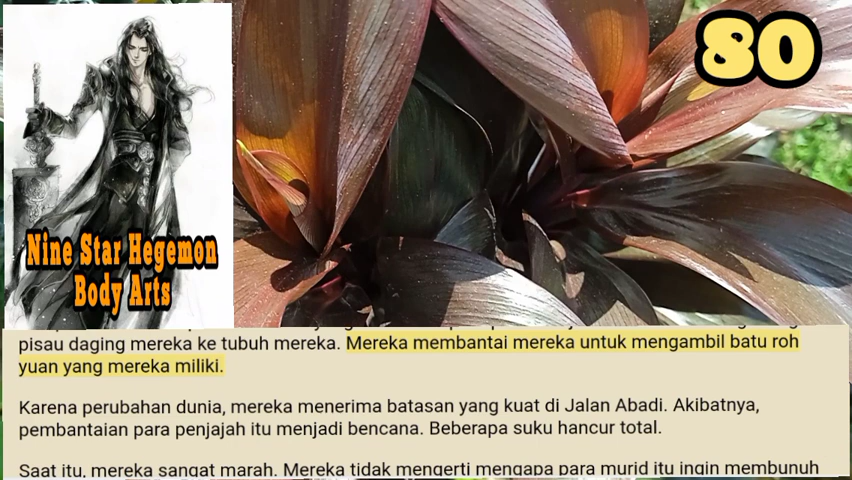 80
Nine Star Hegemon
Body Arts
pisau daging mereka ke tubuh mereka. Mereka membantai mereka untuk mengambil batu roh
yuan yang mereka miliki.
Karena perubahan dunia, mereka menerima batasan yang kuat di Jalan Abadi. Akibatnya,
pembantaian para penjajah itu menjadi bencana. Beberapa suku hancur total.
Saat itu, mereka sangat marah. Mereka tidak mengerti mengapa para murid itu ingin membunuh